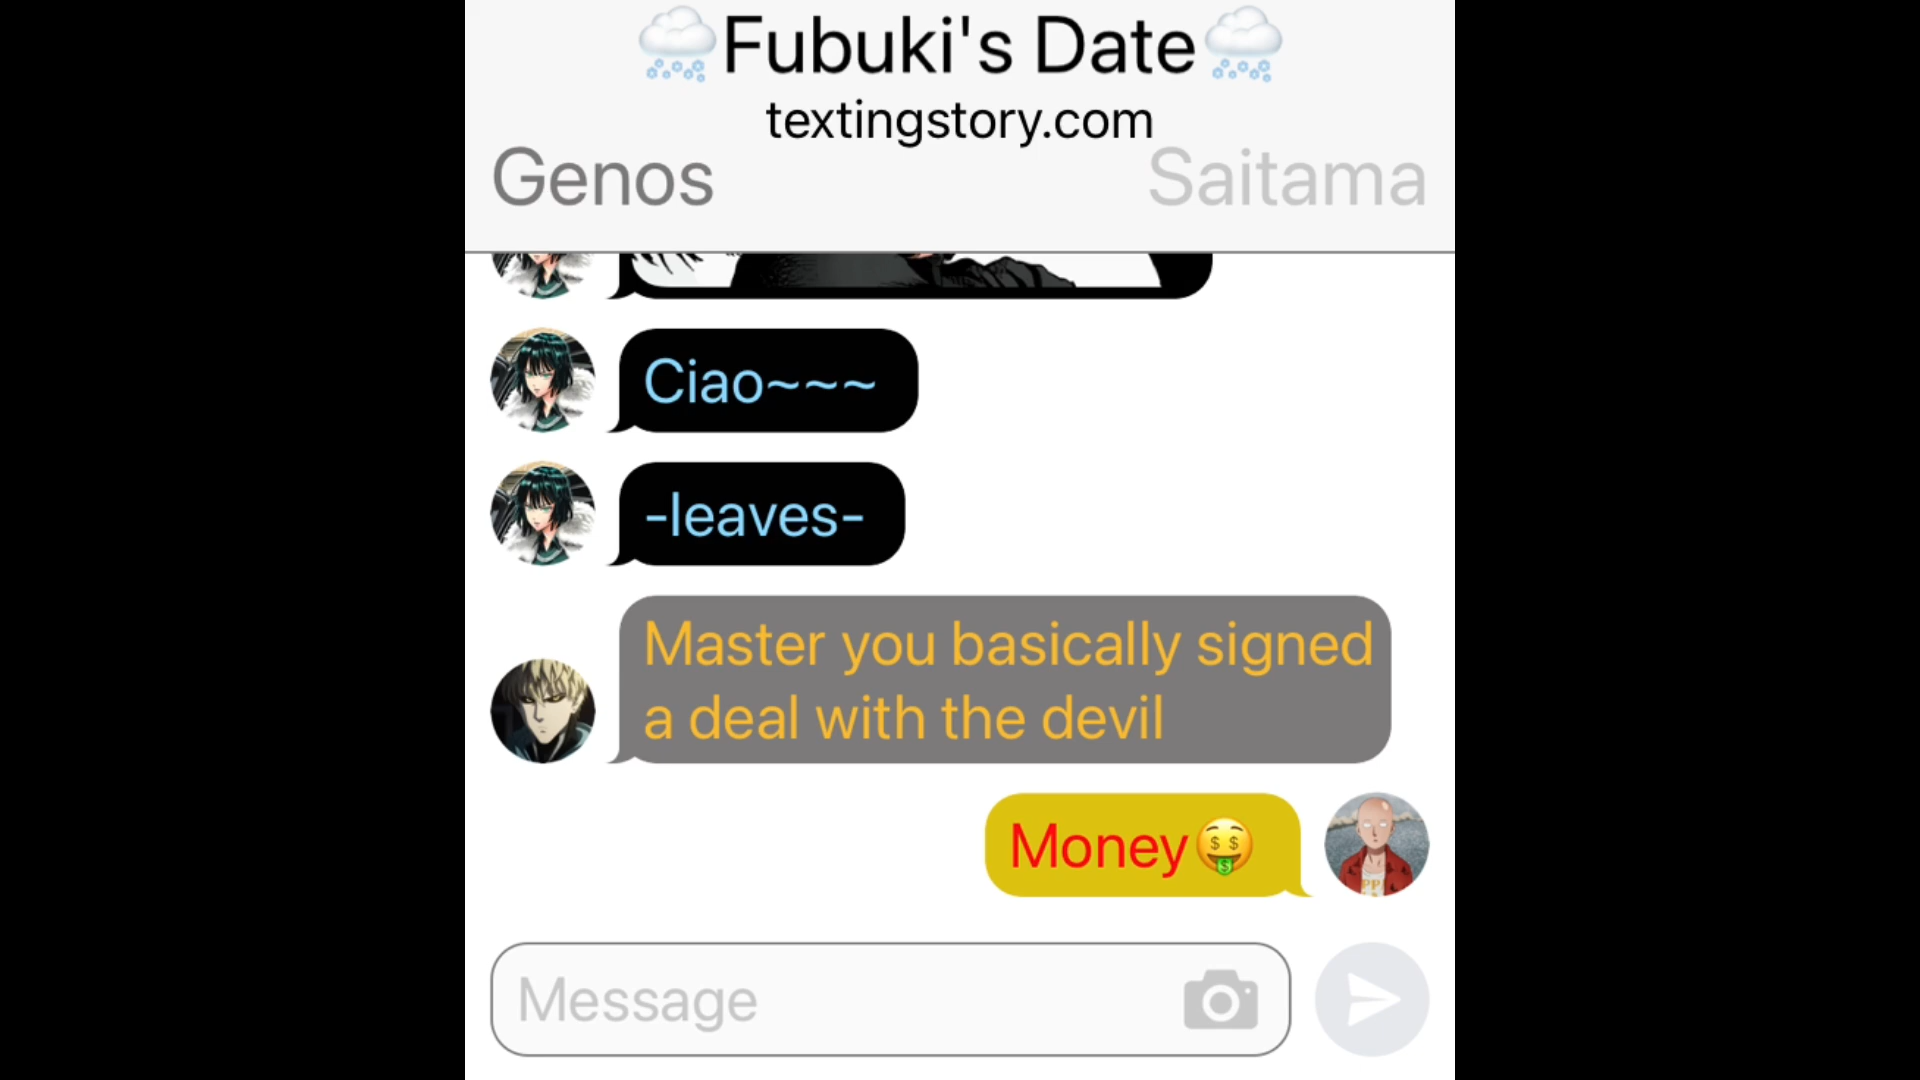 🌨️Fubuki's Date🌨️
textingstory.com
Genos
Saitama
Ciao~~~
-leaves-
Master you basically signed
a deal with the devil
Money🤑
Message